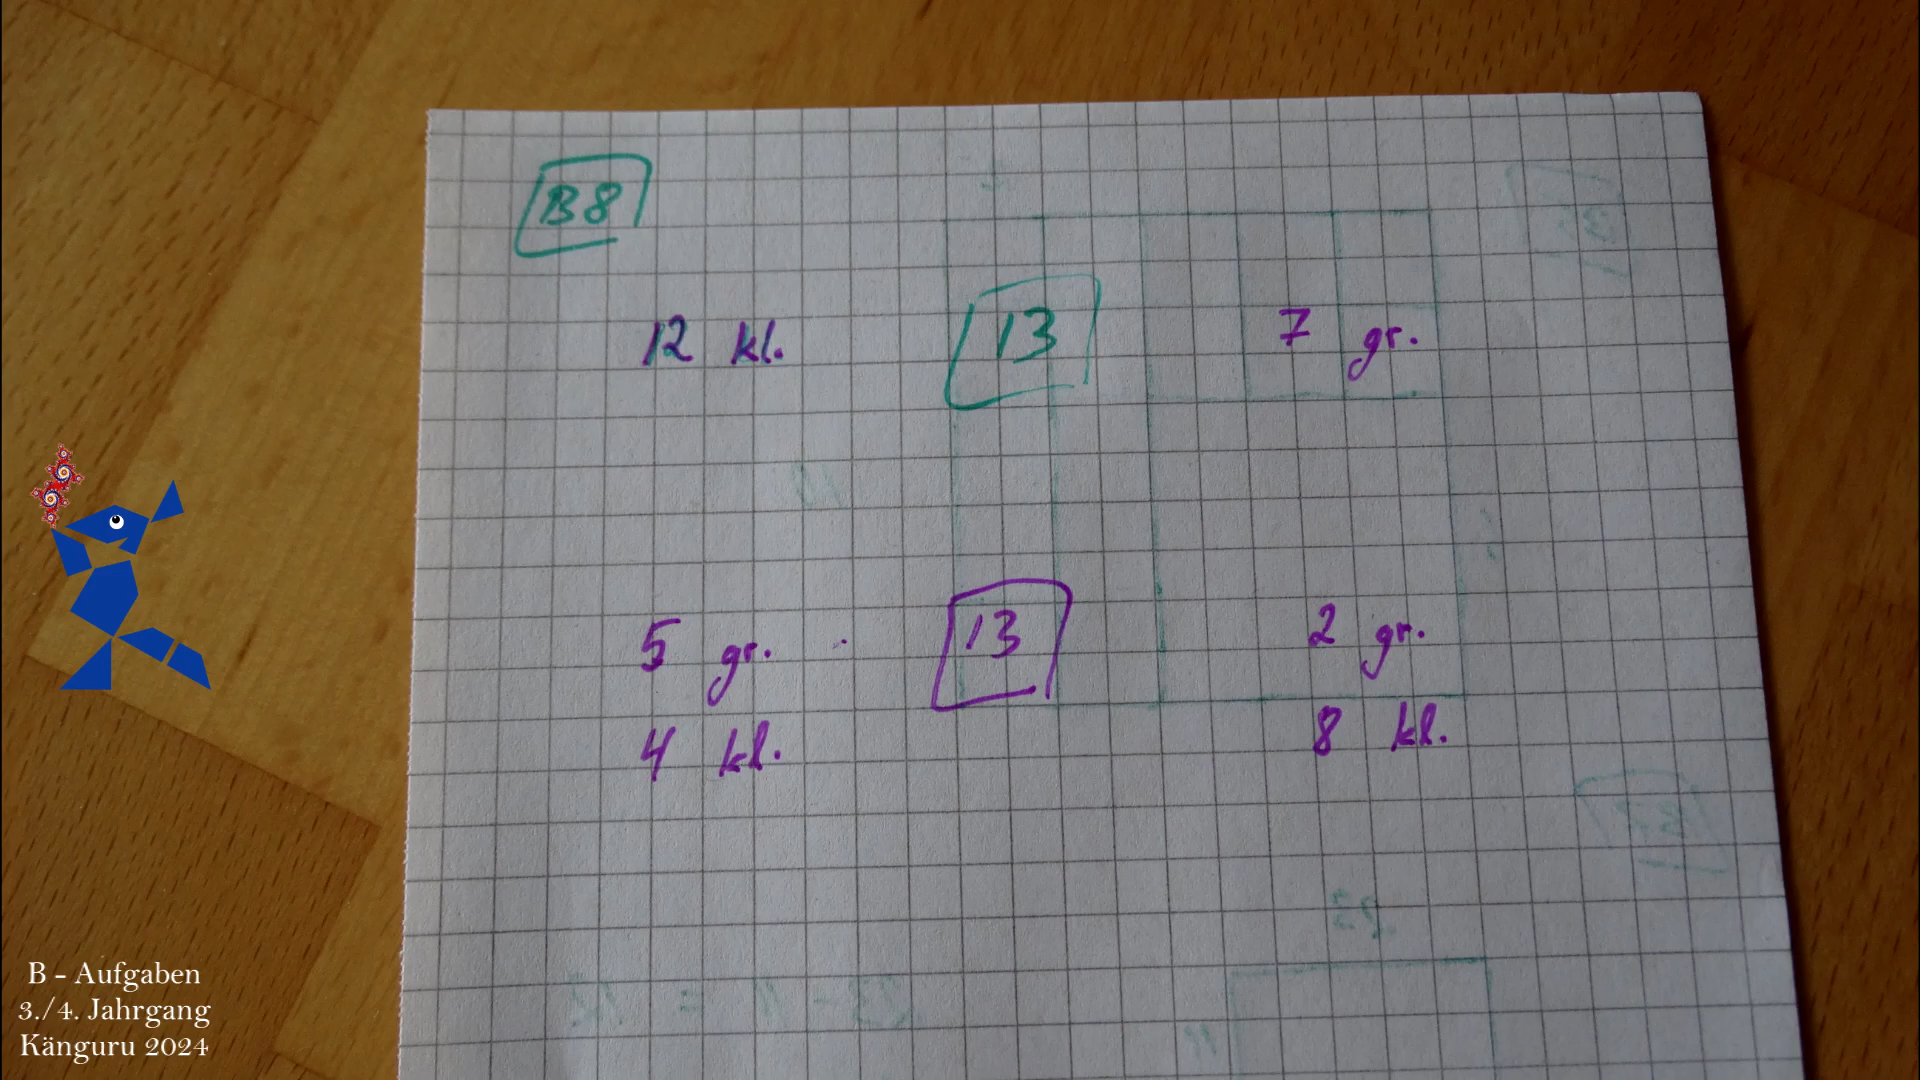 B8
12 kl. 13 7 gr.
5 gr. 13 2 gr.
4 kl. 8 kl.
B - Aufgaben
3./4. Jahrgang
Känguru 2024